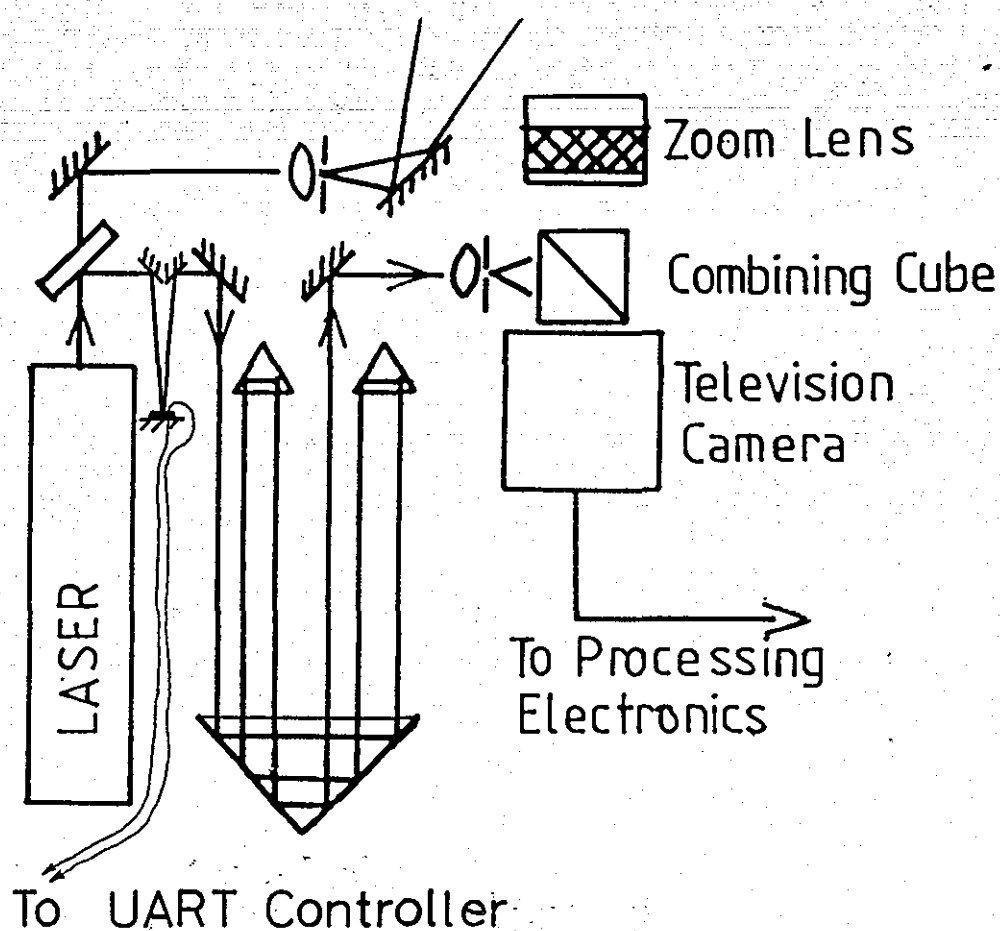 Zoom Lens
Combining Cube
Television
Camera
LASER
To Processing
Electronics
To UART Controller